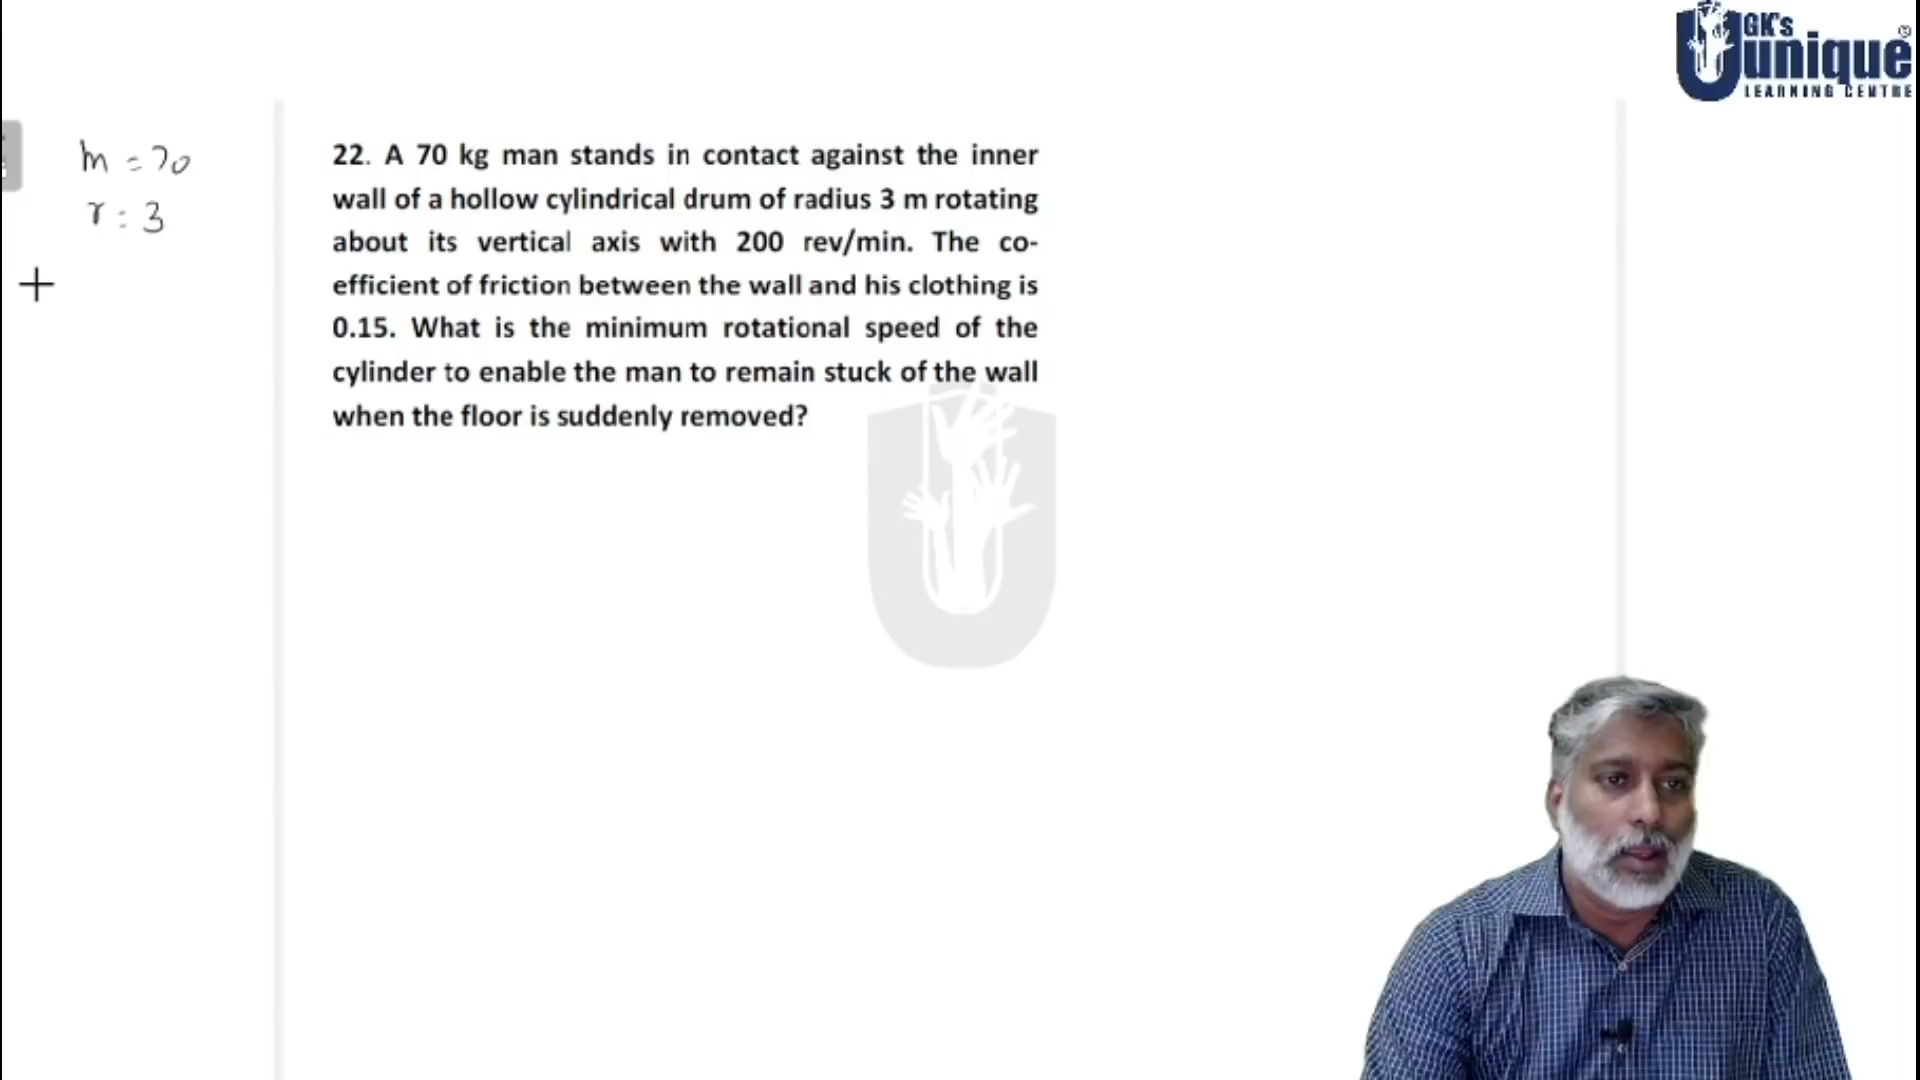 GK's
unique
LEARNING CENTRE
m = 70
r = 3
22. A 70 kg man stands in contact against the inner
wall of a hollow cylindrical drum of radius 3 m rotating
about its vertical axis with 200 rev/min. The co-
efficient of friction between the wall and his clothing is
0.15. What is the minimum rotational speed of the
cylinder to enable the man to remain stuck of the wall
when the floor is suddenly removed?